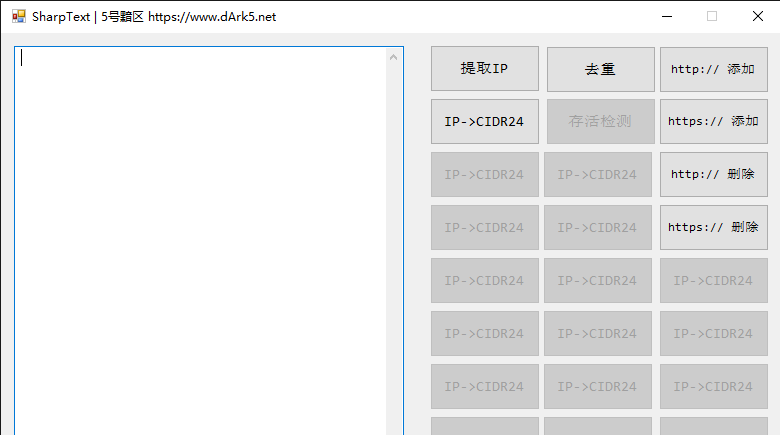 SharpText | 5号黯区 https://www.dArk5.net
提取IP 去重 http:// 添加
IP->CIDR24 存活检测 https:// 添加
IP->CIDR24 IP->CIDR24 http:// 删除
IP->CIDR24 IP->CIDR24 https:// 删除
IP->CIDR24 IP->CIDR24 IP->CIDR24
IP->CIDR24 IP->CIDR24 IP->CIDR24
IP->CIDR24 IP->CIDR24 IP->CIDR24